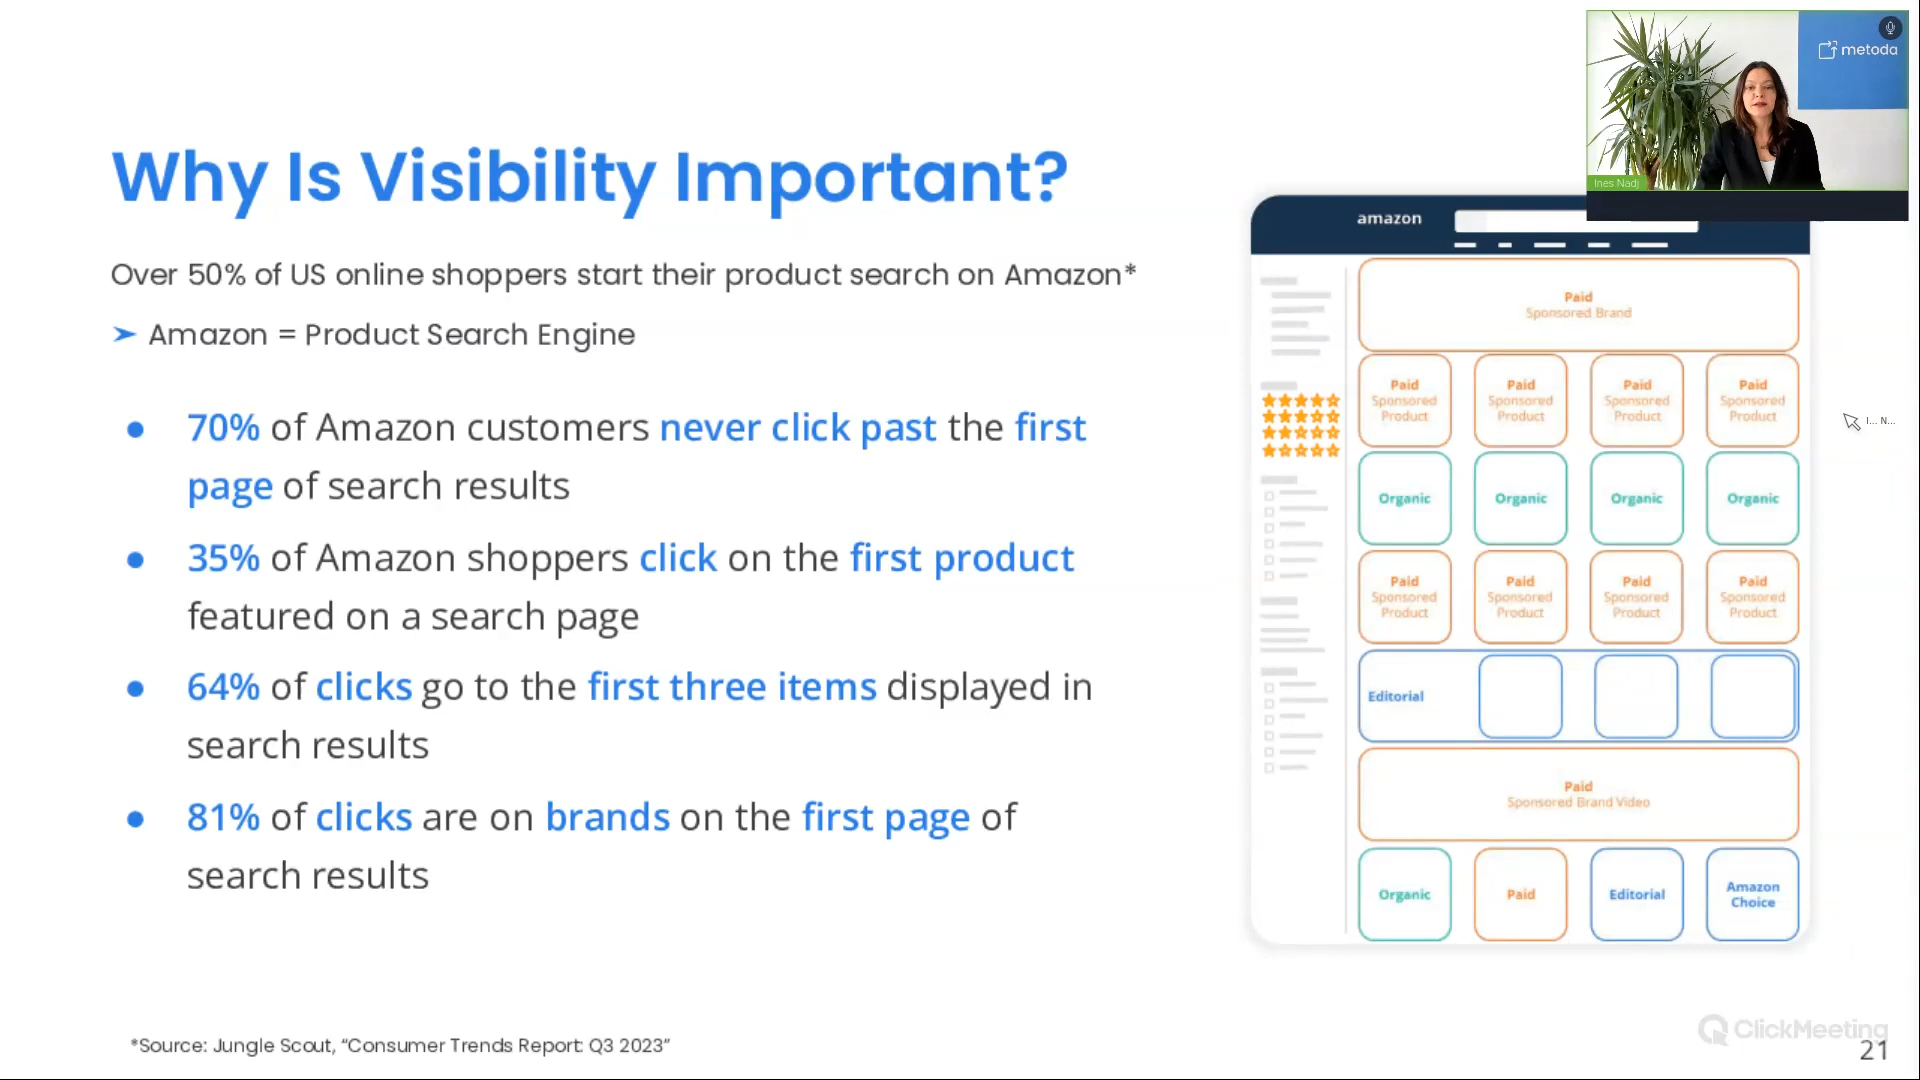 metoda
Ines Nadj
Why Is Visibility Important?
Over 50% of US online shoppers start their product search on Amazon*
➤ Amazon = Product Search Engine
● 70% of Amazon customers never click past the first
page of search results
● 35% of Amazon shoppers click on the first product
featured on a search page
● 64% of clicks go to the first three items displayed in
search results
● 81% of clicks are on brands on the first page of
search results
*Source: Jungle Scout, “Consumer Trends Report: Q3 2023”
amazon
Paid
Sponsored Brand
Paid Paid Paid Paid
Sponsored Sponsored Sponsored Sponsored
Product Product Product Product
Organic Organic Organic Organic
Paid Paid Paid Paid
Sponsored Sponsored Sponsored Sponsored
Product Product Product Product
Editorial
Paid
Sponsored Brand Video
Organic Paid Editorial Amazon
Choice
I... N...
ClickMeeting
21